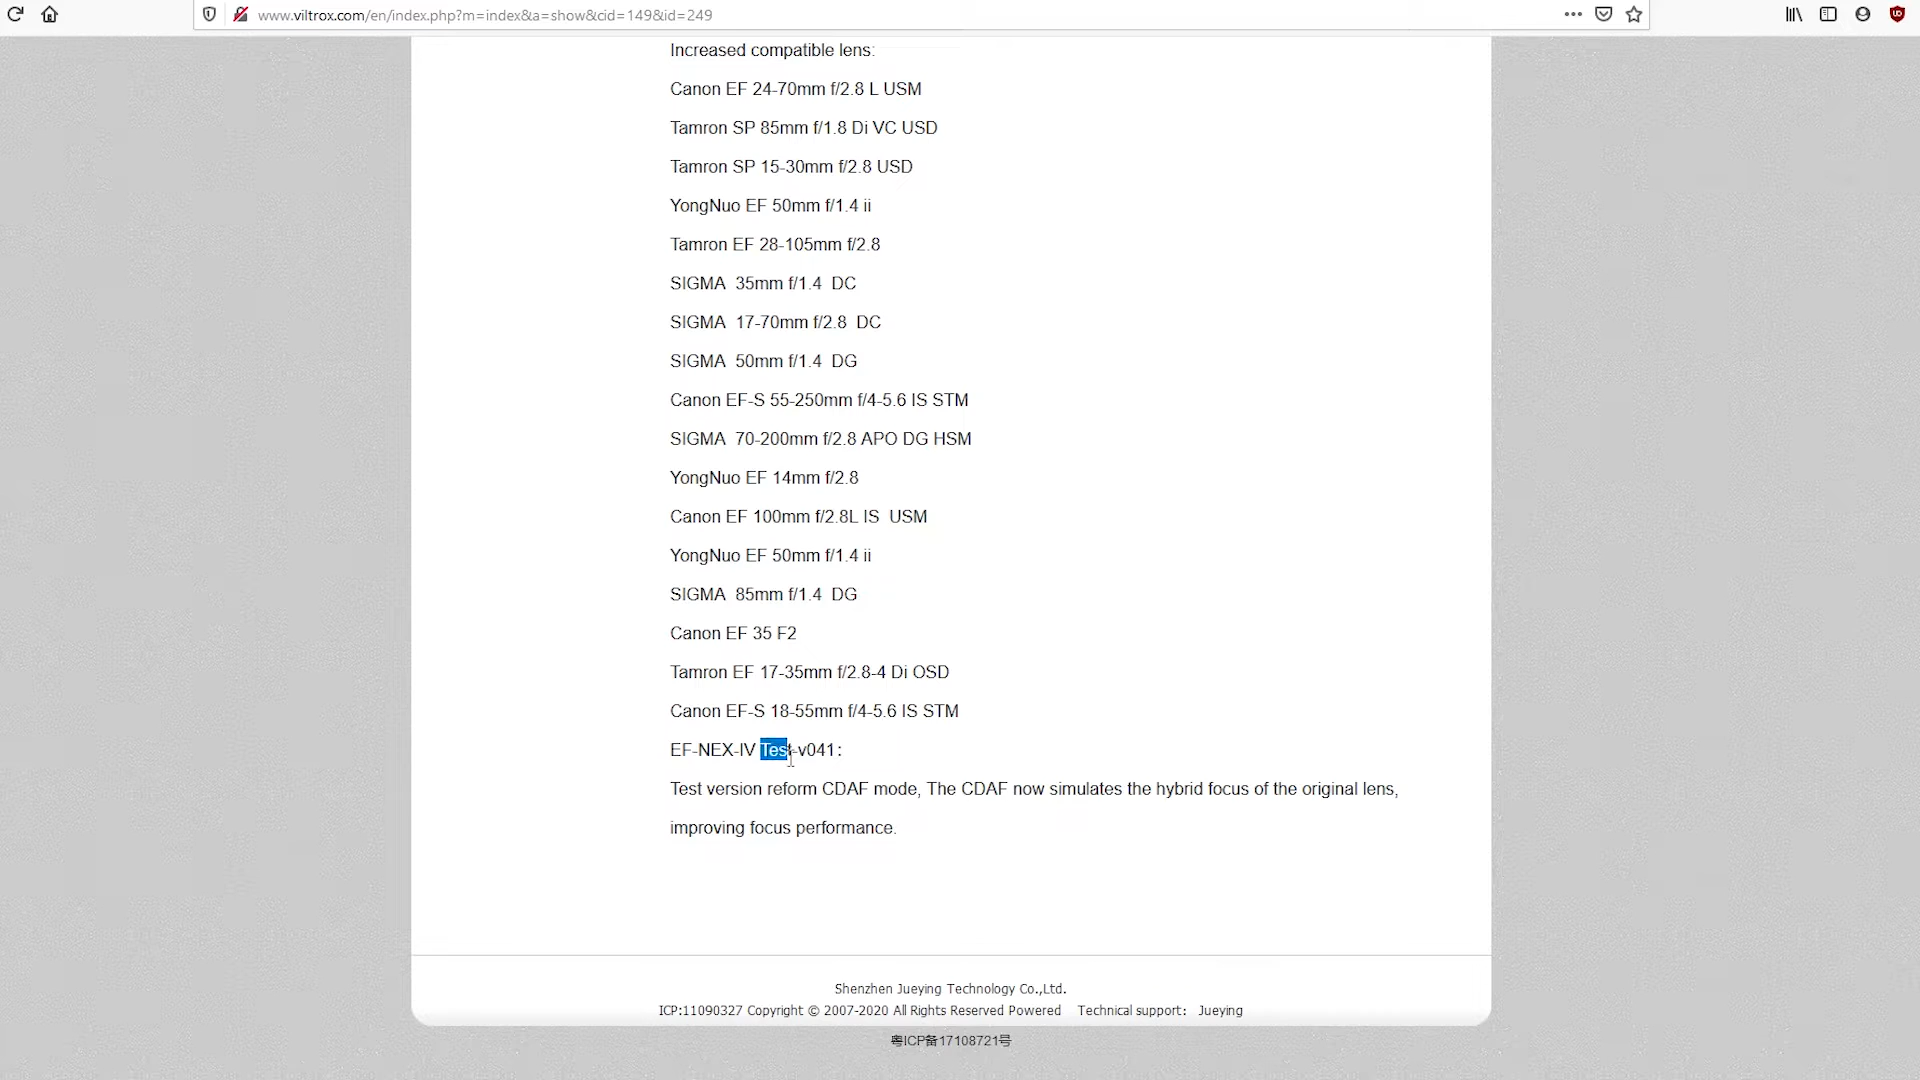 www.viltrox.com/en/index.php?m=index&a=show&cid=149&id=249
Increased compatible lens:
Canon EF 24-70mm f/2.8 L USM
Tamron SP 85mm f/1.8 Di VC USD
Tamron SP 15-30mm f/2.8 USD
YongNuo EF 50mm f/1.4 ii
Tamron EF 28-105mm f/2.8
SIGMA  35mm f/1.4  DC
SIGMA  17-70mm f/2.8  DC
SIGMA  50mm f/1.4  DG
Canon EF-S 55-250mm f/4-5.6 IS STM
SIGMA  70-200mm f/2.8 APO DG HSM
YongNuo EF 14mm f/2.8
Canon EF 100mm f/2.8L IS  USM
YongNuo EF 50mm f/1.4 ii
SIGMA  85mm f/1.4  DG
Canon EF 35 F2
Tamron EF 17-35mm f/2.8-4 Di OSD
Canon EF-S 18-55mm f/4-5.6 IS STM
EF-NEX-IV Test-v041：
Test version reform CDAF mode, The CDAF now simulates the hybrid focus of the original lens,
improving focus performance.
Shenzhen Jueying Technology Co.,Ltd.
ICP:11090327 Copyright © 2007-2020 All Rights Reserved Powered    Technical support： Jueying
粤ICP备17108721号